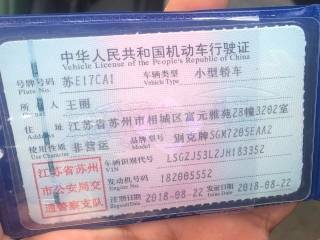 中华人民共和国机动车行驶证
Vehicle License of the People's Republic of China
号牌号码 苏E17CA1 车辆类型 小型轿车
Plate No. Vehicle Type
所有人 王丽
Owner
住址 江苏省苏州市相城区富元雅苑28幢3202室
Address
使用性质 非营运 品牌型号 别克牌SGM7205EAA2
Use Character Model
江苏省苏州 车辆识别代号 LSGZJ53L2JH183352
VIN
市公安局交 发动机号码 182005552
Engine No.
通警察支队 注册日期 2018-08-22 发证日期 2018-08-22
Register Date Issue Date